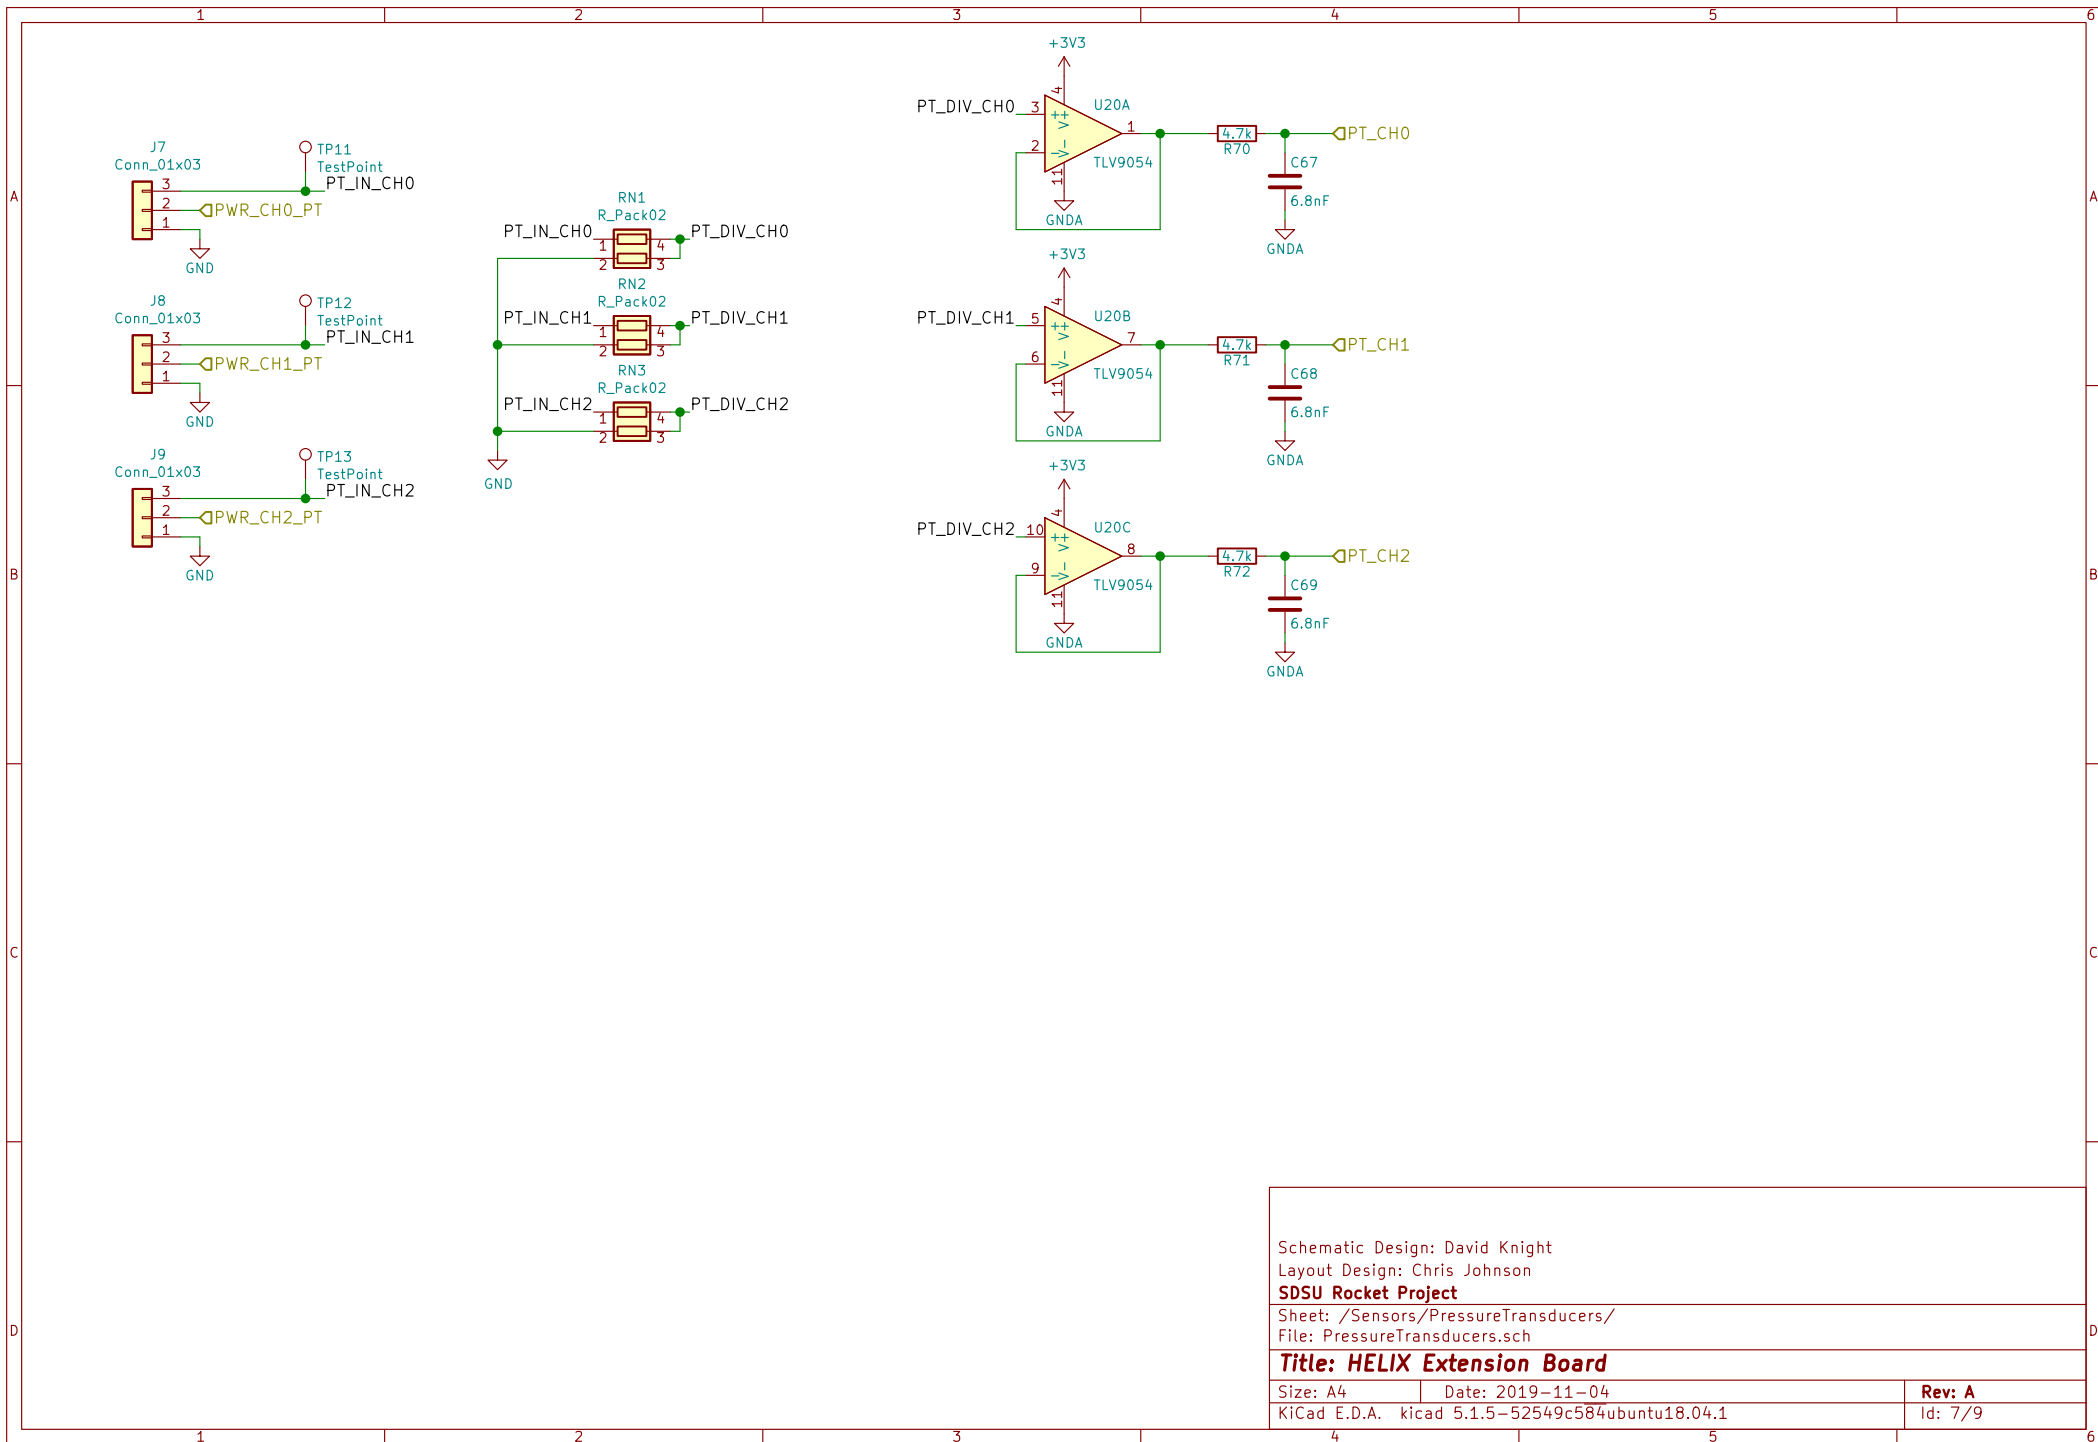 1 2 3 4 5 6
A
B
C
D
A
B
C
D
J7
Conn_01x03
3
2
1
TP11
TestPoint
PT_IN_CH0
PWR_CH0_PT
GND
J8
Conn_01x03
3
2
1
TP12
TestPoint
PT_IN_CH1
PWR_CH1_PT
GND
J9
Conn_01x03
3
2
1
TP13
TestPoint
PT_IN_CH2
PWR_CH2_PT
GND
RN1
R_Pack02
PT_IN_CH0
1
2
4
3
PT_DIV_CH0
RN2
R_Pack02
PT_IN_CH1
1
2
4
3
PT_DIV_CH1
RN3
R_Pack02
PT_IN_CH2
1
2
4
3
PT_DIV_CH2
GND
+3V3
4
PT_DIV_CH0
3
2
+
V+
V-
-
11
U20A
1
TLV9054
GNDA
4.7k
R70
PT_CH0
C67
6.8nF
GNDA
+3V3
4
PT_DIV_CH1
5
6
+
V+
V-
-
11
U20B
7
TLV9054
GNDA
4.7k
R71
PT_CH1
C68
6.8nF
GNDA
+3V3
4
PT_DIV_CH2
10
9
+
V+
V-
-
11
U20C
8
TLV9054
GNDA
4.7k
R72
PT_CH2
C69
6.8nF
GNDA
Schematic Design: David Knight
Layout Design: Chris Johnson
SDSU Rocket Project
Sheet: /Sensors/PressureTransducers/
File: PressureTransducers.sch
Title: HELIX Extension Board
Size: A4 Date: 2019-11-04 Rev: A
KiCad E.D.A. kicad 5.1.5-52549c584ubuntu18.04.1 Id: 7/9
1 2 3 4 5 6